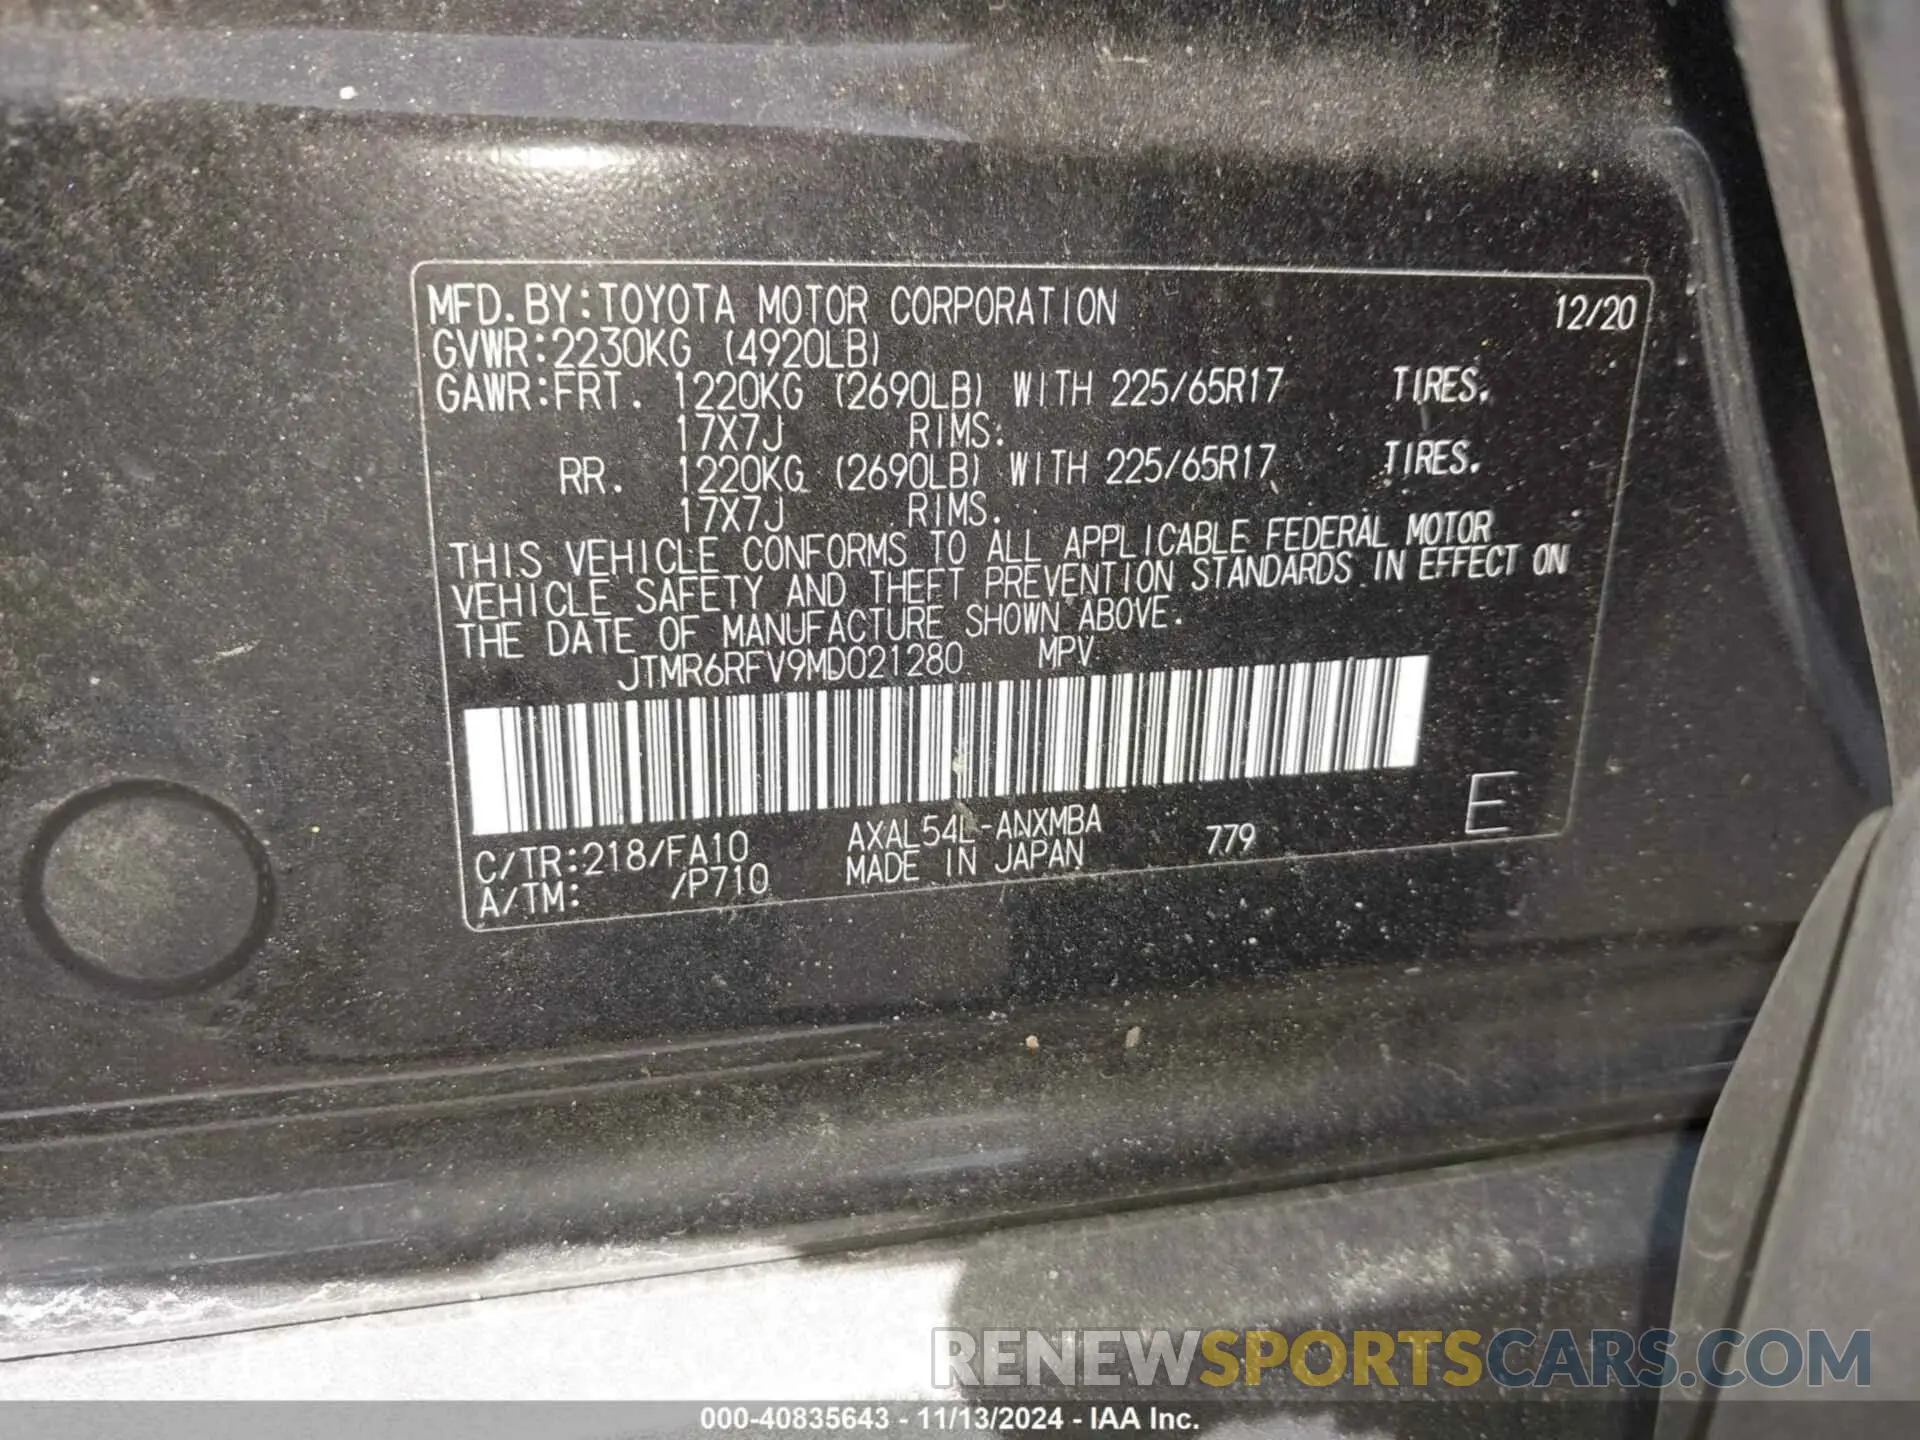 MFD. BY: TOYOTA MOTOR CORPORATION 12/20
GVWR: 2230KG (4920LB)
GAWR: FRT. 1220KG (2690LB) WITH 225/65R17 TIRES.
17X7J RIMS:
RR. 1220KG (2690LB) WITH 225/65R17 TIRES.
17X7J RIMS.
THIS VEHICLE CONFORMS TO ALL APPLICABLE FEDERAL MOTOR
VEHICLE SAFETY AND THEFT PREVENTION STANDARDS IN EFFECT ON
THE DATE OF MANUFACTURE SHOWN ABOVE.
JTMR6RFV9MD021280 MPV
E
C/TR: 218/FA10 AXAL54L-ANXMBA 779
A/TM: /P710 MADE IN JAPAN
RENEWSPORTSCARS.COM
000-40835643 - 11/13/2024 - IAA Inc.